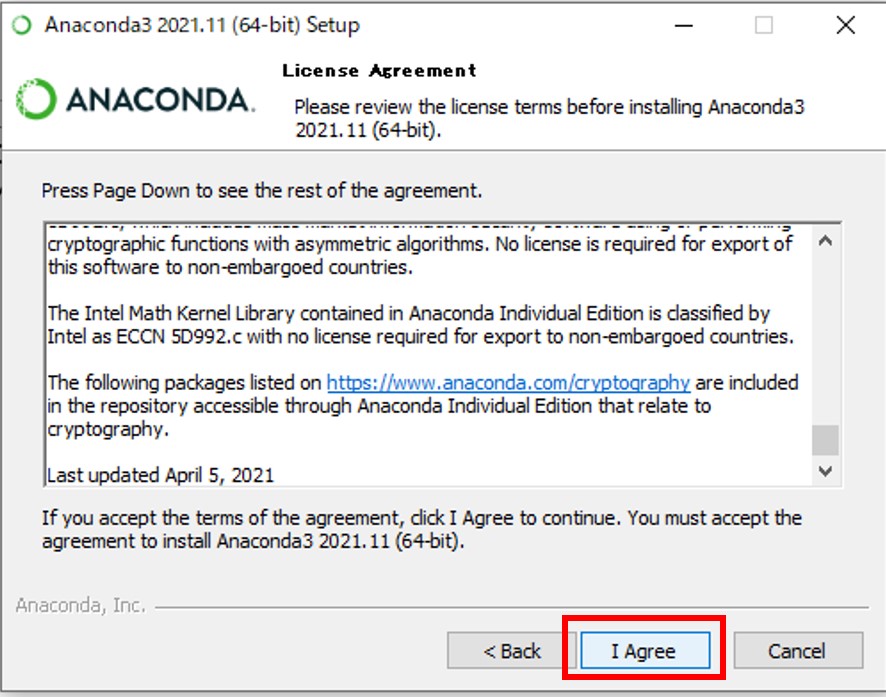 Anaconda3 2021.11 (64-bit) Setup
ANACONDA.
License Agreement
Please review the license terms before installing Anaconda3
2021.11 (64-bit).
Press Page Down to see the rest of the agreement.
cryptographic functions with asymmetric algorithms. No license is required for export of
this software to non-embargoed countries.
The Intel Math Kernel Library contained in Anaconda Individual Edition is classified by
Intel as ECCN 5D992.c with no license required for export to non-embargoed countries.
The following packages listed on https://www.anaconda.com/cryptography are included
in the repository accessible through Anaconda Individual Edition that relate to
cryptography.
Last updated April 5, 2021
If you accept the terms of the agreement, click I Agree to continue. You must accept the
agreement to install Anaconda3 2021.11 (64-bit).
Anaconda, Inc.
< Back
I Agree
Cancel